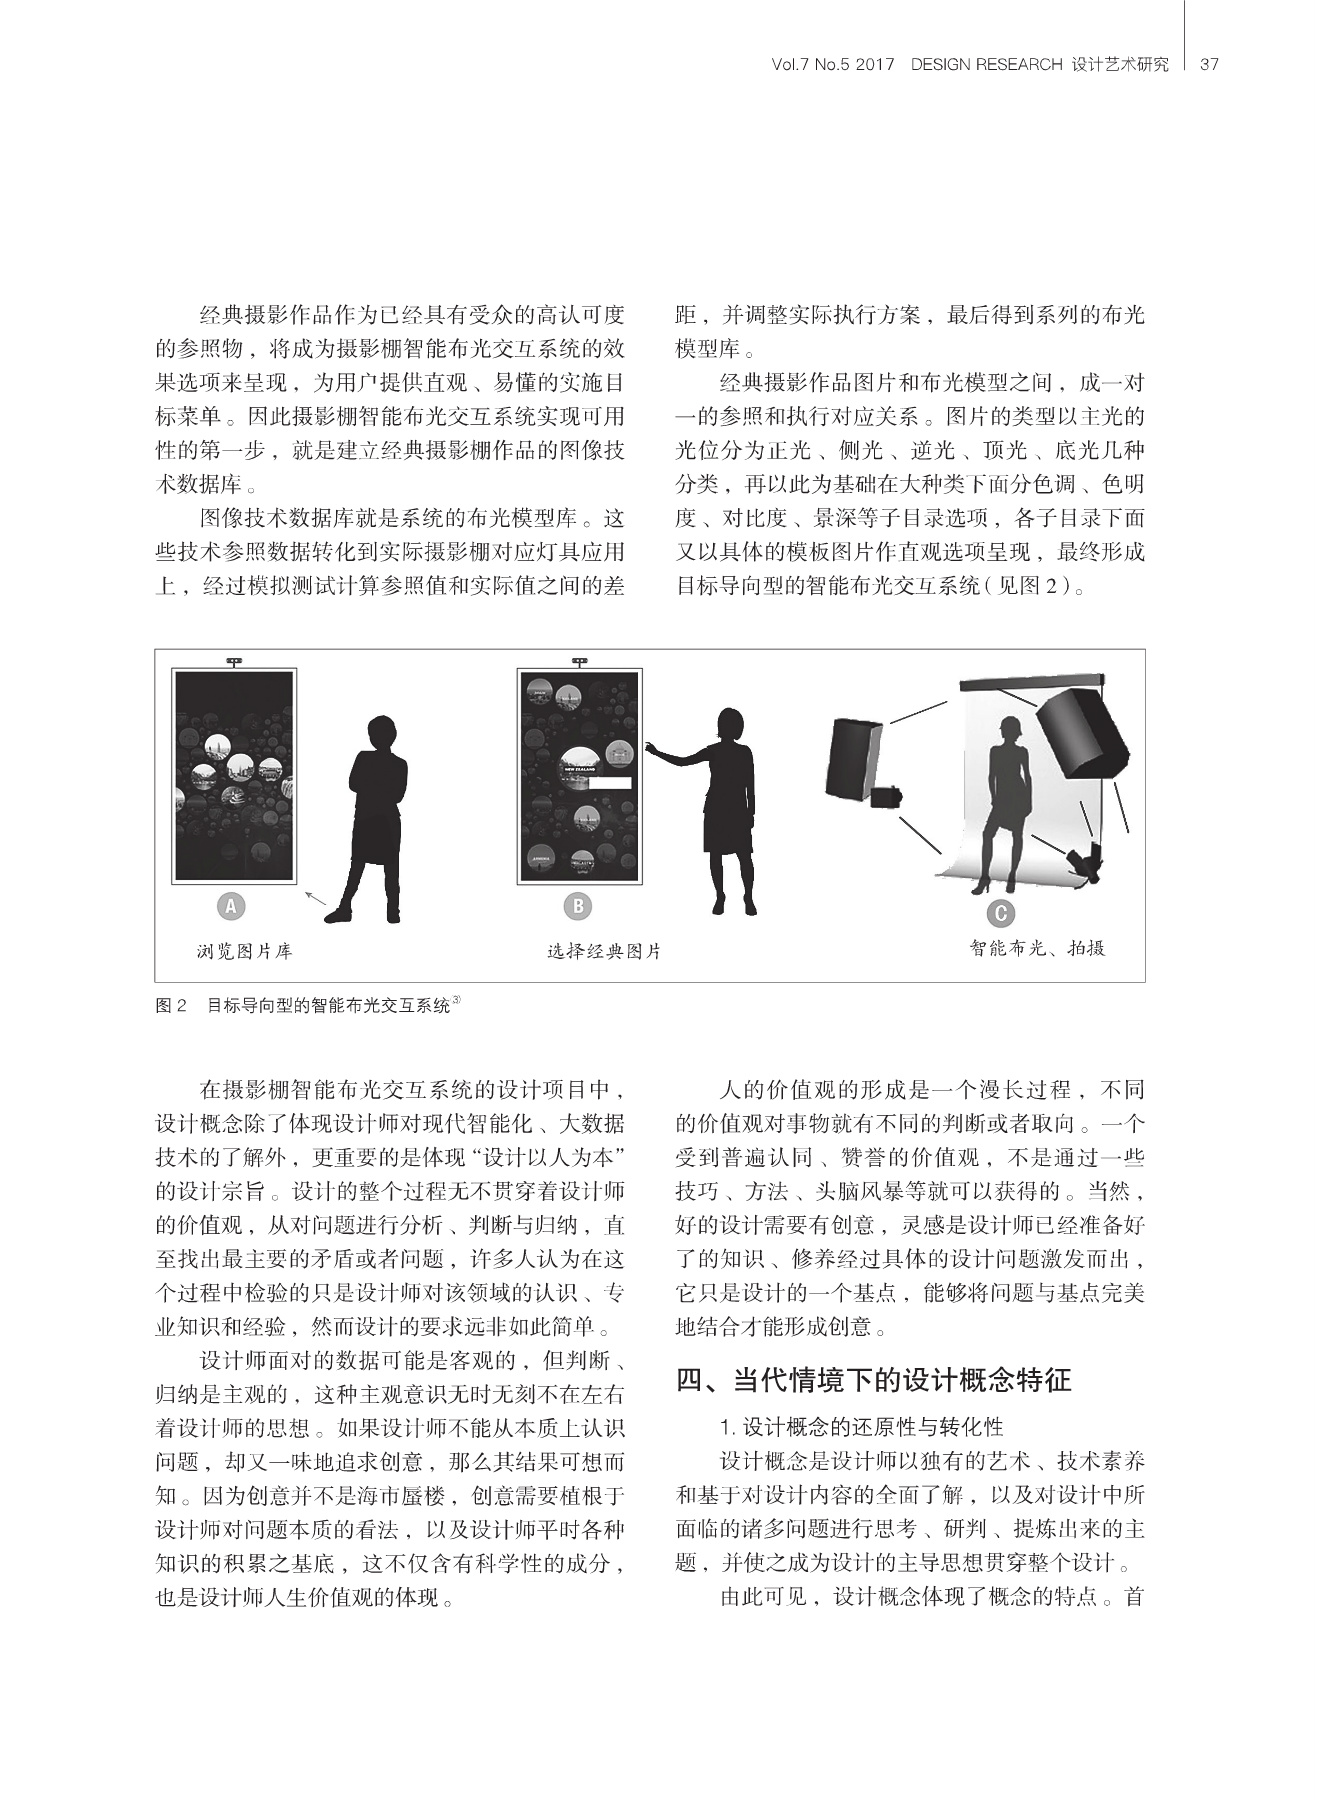 Vol.7 No.5 2017 DESIGN RESEARCH 设计艺术研究 37
经典摄影作品作为已经具有受众的高认可度
的参照物，将成为摄影棚智能布光交互系统的效
果选项来呈现，为用户提供直观、易懂的实施目
标菜单。因此摄影棚智能布光交互系统实现可用
性的第一步，就是建立经典摄影棚作品的图像技
术数据库。
图像技术数据库就是系统的布光模型库。这
些技术参照数据转化到实际摄影棚对应灯具应用
上，经过模拟测试计算参照值和实际值之间的差
距，并调整实际执行方案，最后得到系列的布光
模型库。
经典摄影作品图片和布光模型之间，成一对
一的参照和执行对应关系。图片的类型以主光的
光位分为正光、侧光、逆光、顶光、底光几种
分类，再以此为基础在大种类下面分色调、色明
度、对比度、景深等子目录选项，各子目录下面
又以具体的模板图片作直观选项呈现，最终形成
目标导向型的智能布光交互系统（见图2）。
NEW ZEALAND
A
浏览图片库
B
选择经典图片
C
智能布光、拍摄
图2 目标导向型的智能布光交互系统③
在摄影棚智能布光交互系统的设计项目中，
设计概念除了体现设计师对现代智能化、大数据
技术的了解外，更重要的是体现“设计以人为本”
的设计宗旨。设计的整个过程无不贯穿着设计师
的价值观，从对问题进行分析、判断与归纳，直
至找出最主要的矛盾或者问题，许多人认为在这
个过程中检验的只是设计师对该领域的认识、专
业知识和经验，然而设计的要求远非如此简单。
设计师面对的数据可能是客观的，但判断、
归纳是主观的，这种主观意识无时无刻不在左右
着设计师的思想。如果设计师不能从本质上认识
问题，却又一味地追求创意，那么其结果可想而
知。因为创意并不是海市蜃楼，创意需要植根于
设计师对问题本质的看法，以及设计师平时各种
知识的积累之基底，这不仅含有科学性的成分，
也是设计师人生价值观的体现。
人的价值观的形成是一个漫长过程，不同
的价值观对事物就有不同的判断或者取向。一个
受到普遍认同、赞誉的价值观，不是通过一些
技巧、方法、头脑风暴等就可以获得的。当然，
好的设计需要有创意，灵感是设计师已经准备好
了的知识、修养经过具体的设计问题激发而出，
它只是设计的一个基点，能够将问题与基点完美
地结合才能形成创意。
四、当代情境下的设计概念特征
1. 设计概念的还原性与转化性
设计概念是设计师以独有的艺术、技术素养
和基于对设计内容的全面了解，以及对设计中所
面临的诸多问题进行思考、研判、提炼出来的主
题，并使之成为设计的主导思想贯穿整个设计。
由此可见，设计概念体现了概念的特点。首